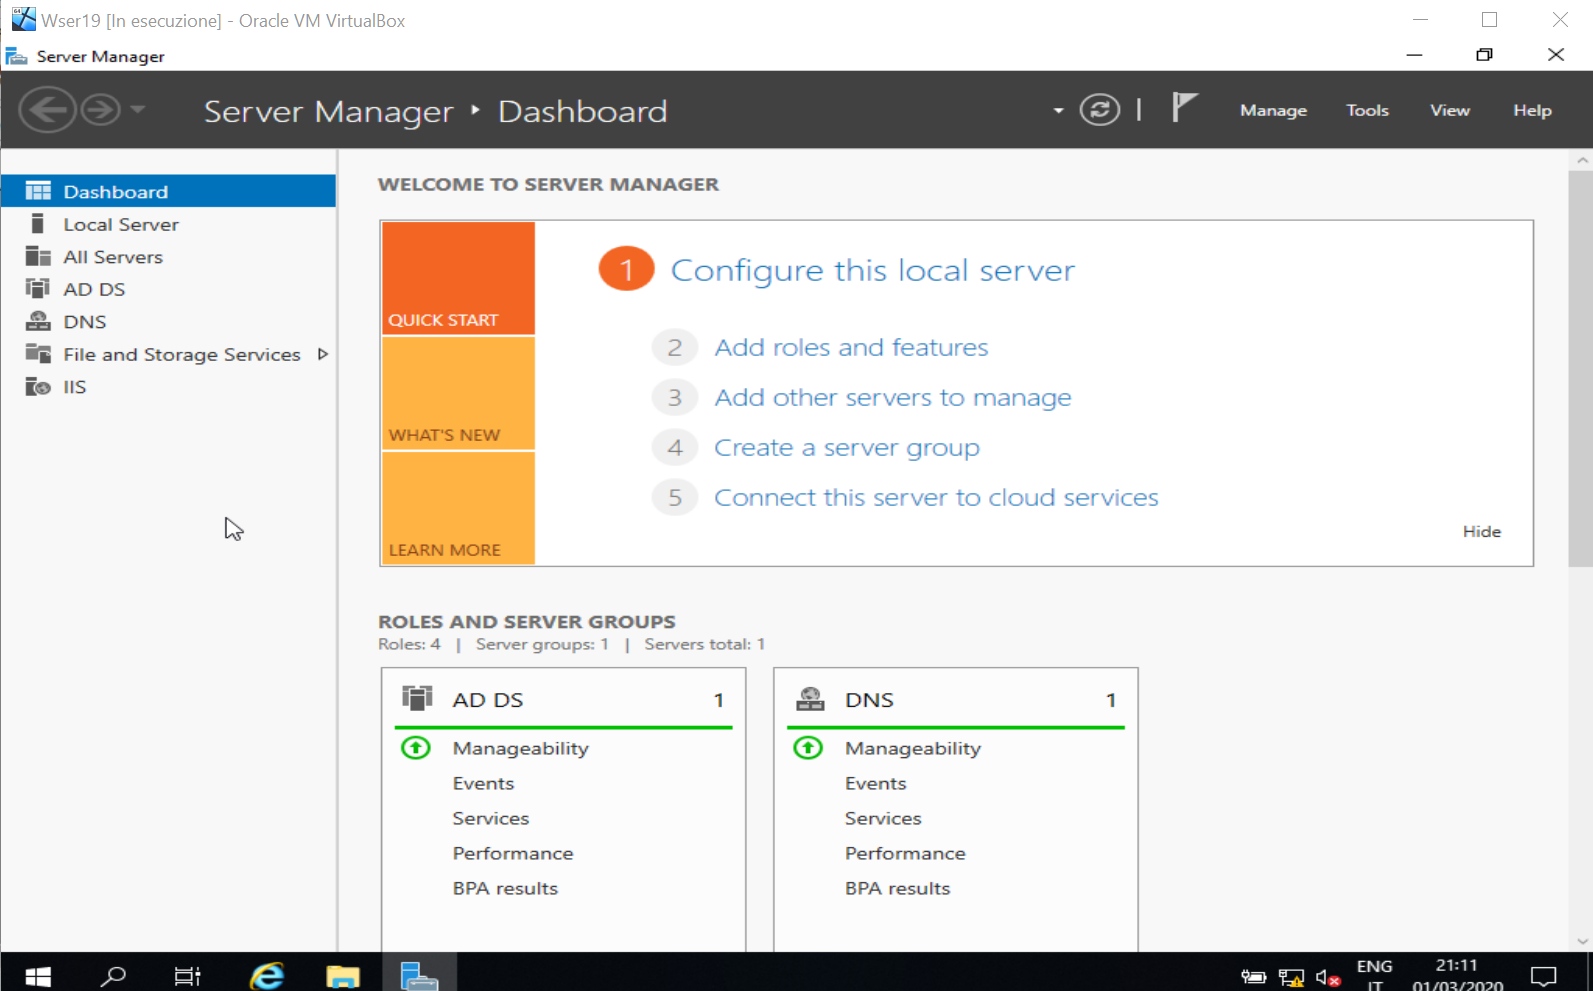 Wser19 [In esecuzione] - Oracle VM VirtualBox
Server Manager
Server Manager ‣ Dashboard
Manage Tools View Help
Dashboard
Local Server
All Servers
AD DS
DNS
File and Storage Services
IIS
WELCOME TO SERVER MANAGER
QUICK START
WHAT'S NEW
LEARN MORE
1 Configure this local server
2 Add roles and features
3 Add other servers to manage
4 Create a server group
5 Connect this server to cloud services
Hide
ROLES AND SERVER GROUPS
Roles: 4 | Server groups: 1 | Servers total: 1
AD DS 1
Manageability
Events
Services
Performance
BPA results
DNS 1
Manageability
Events
Services
Performance
BPA results
ENG
IT
21:11
01/03/2020